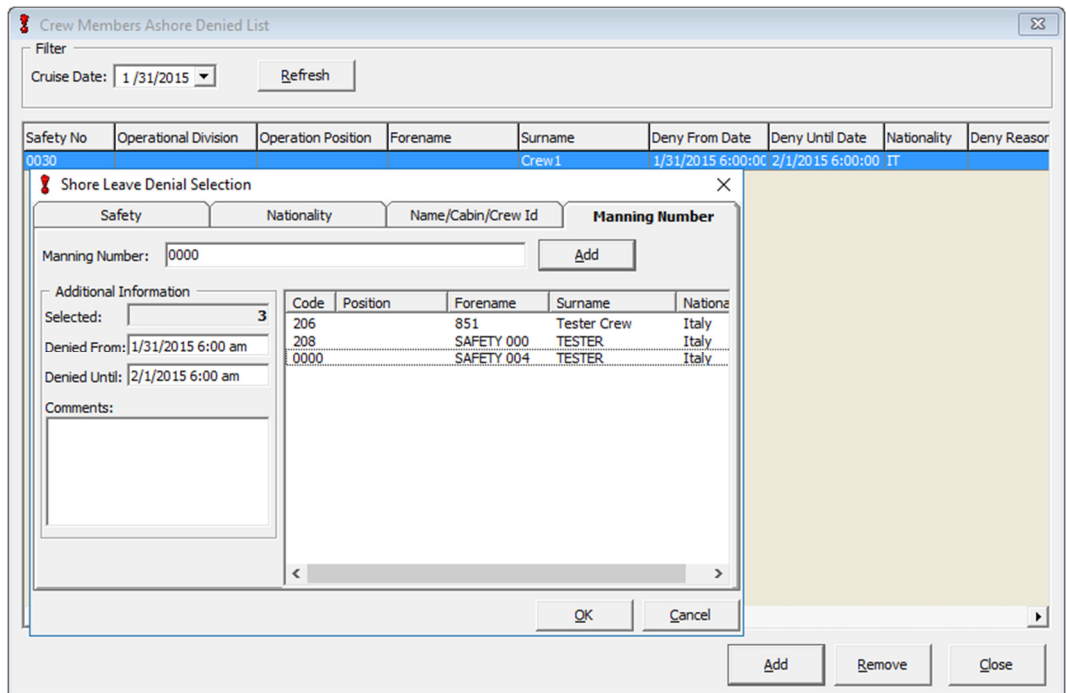 Crew Members Ashore Denied List
Filter
Cruise Date: 1 /31/2015 Refresh
Safety No Operational Division Operation Position Forename Surname Deny From Date Deny Until Date Nationality Deny Reason
0030 Crew1 1/31/2015 6:00:00 2/1/2015 6:00:00 IT
Shore Leave Denial Selection
Safety Nationality Name/Cabin/Crew Id Manning Number
Manning Number: 0000 Add
Additional Information
Selected: 3
Denied From: 1/31/2015 6:00 am
Denied Until: 2/1/2015 6:00 am
Comments:
Code Position Forename Surname Nationa
206 851 Tester Crew Italy
208 SAFETY 000 TESTER Italy
0000 SAFETY 004 TESTER Italy
OK Cancel
Add Remove Close